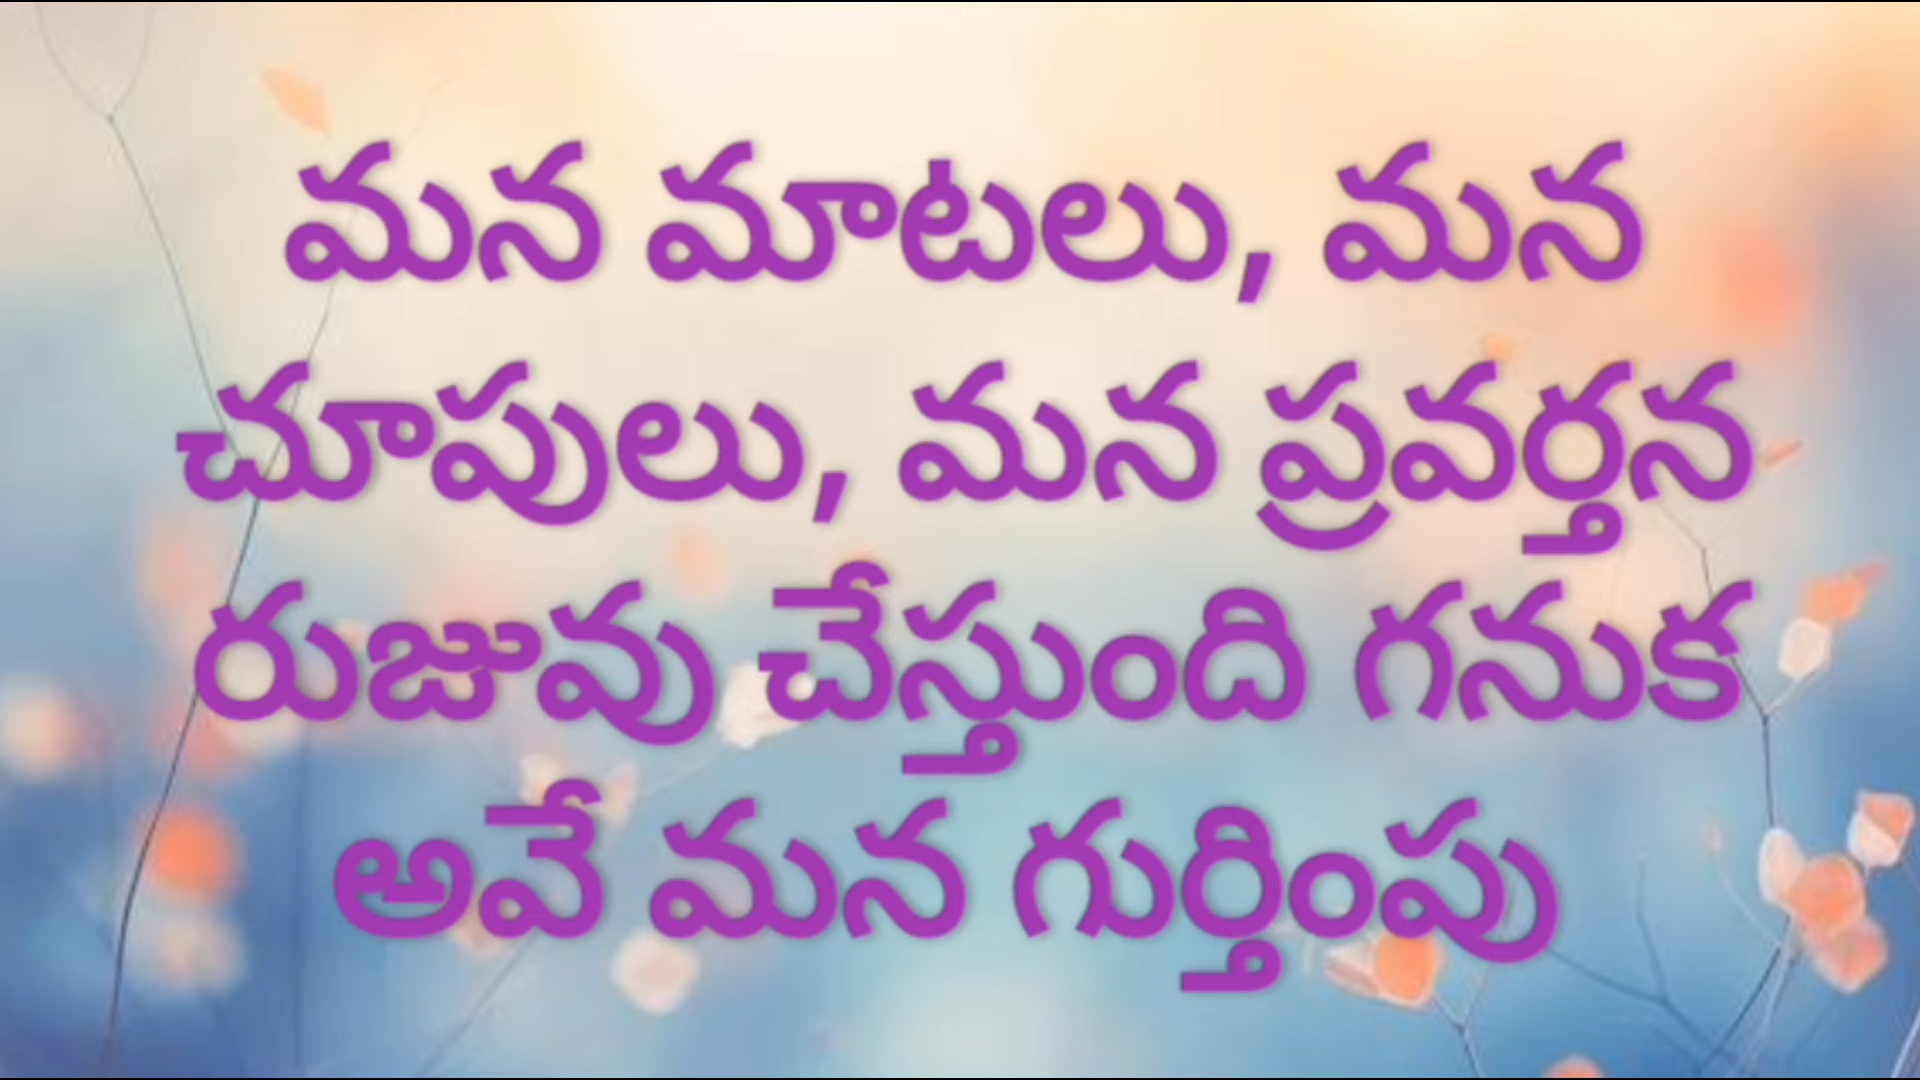 మన మాటలు, మన
చూపులు, మన ప్రవర్తన
రుజువు చేస్తుంది గనుక
అవే మన గుర్తింపు